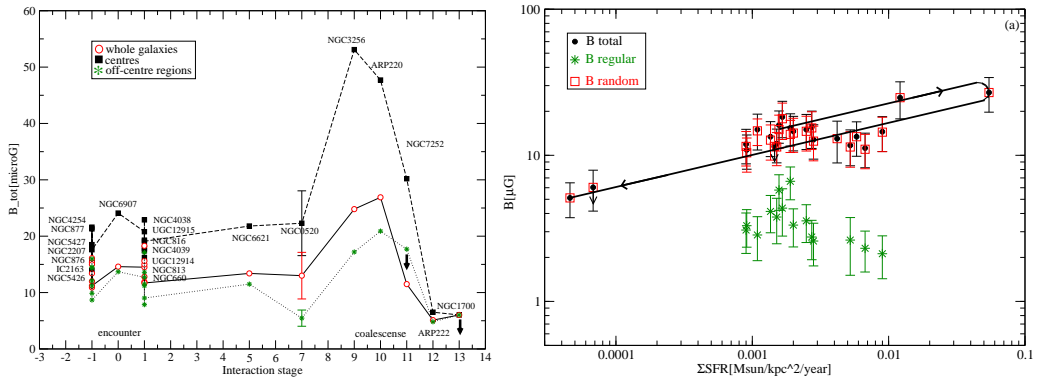 60
50
40
30
20
10
0
B_tot[microG]
whole galaxies
centres
off-centre regions
NGC3256
ARP220
NGC7252
NGC6907
NGC4254
NGC877
NGC5427
NGC2207
NGC876
IC2163
NGC5426
NGC4038
UGC12915
NGC816
NGC4039
UGC12914
NGC813
NGC660
NGC6621
NGC0520
NGC1700
ARP222
encounter
coalescense
-3 -2 -1 0 1 2 3 4 5 6 7 8 9 10 11 12 13 14
Interaction stage
(a)
100
10
1
B[μG]
B total
B regular
B random
0.0001 0.001 0.01 0.1
ΣSFR[Msun/kpc^2/year]